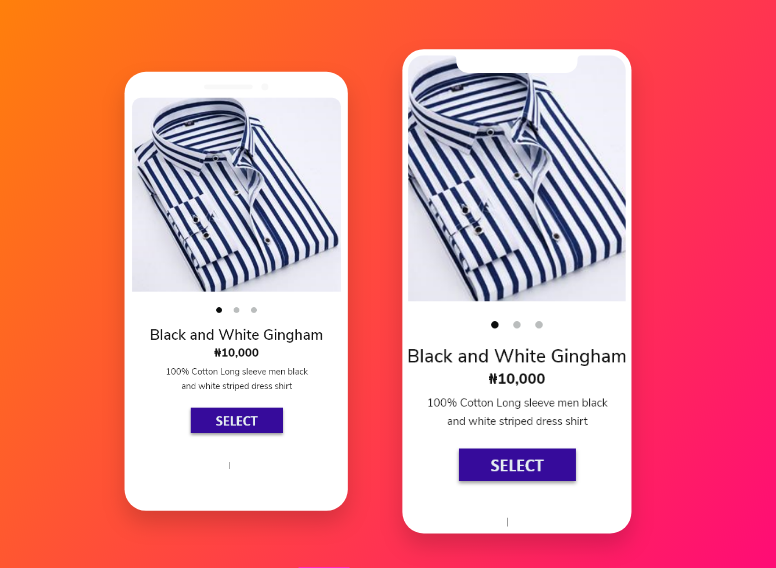 Black and White Gingham
₦10,000
100% Cotton Long sleeve men black
and white striped dress shirt
SELECT
|
Black and White Gingham
₦10,000
100% Cotton Long sleeve men black
and white striped dress shirt
SELECT
|